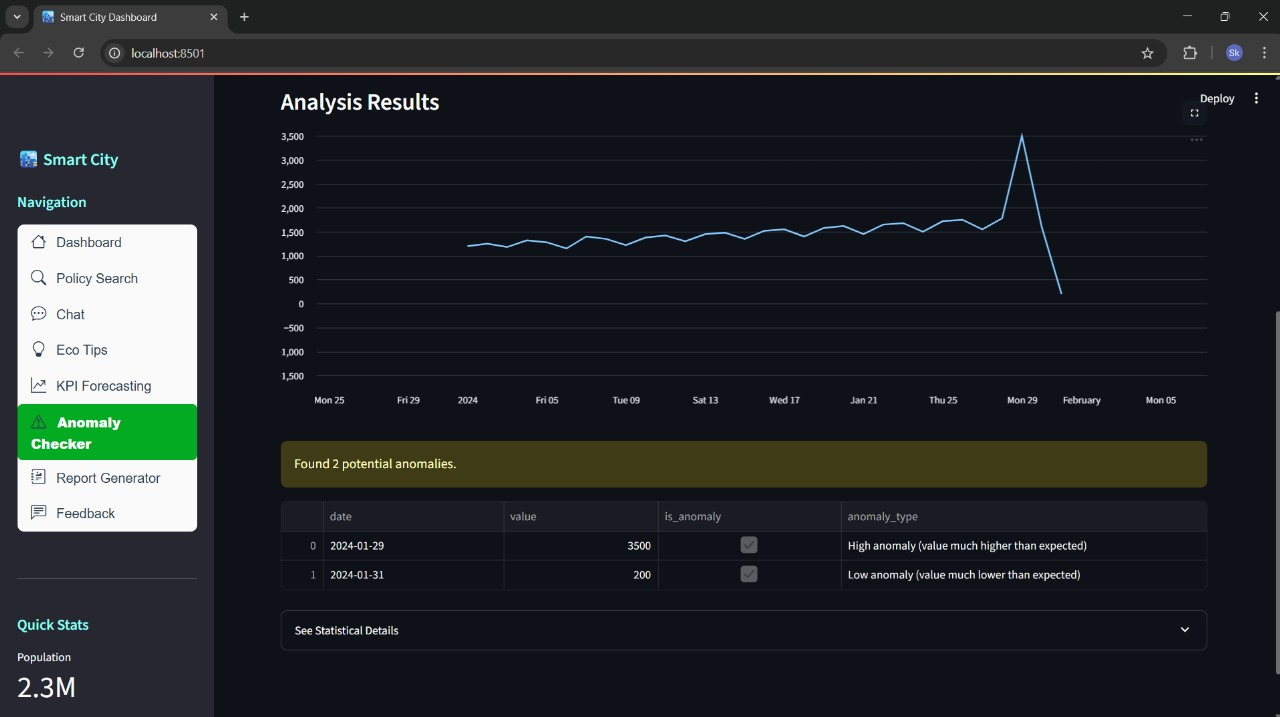 Smart City Dashboard
localhost:8501
Sk
Deploy
Smart City
Navigation
Dashboard
Policy Search
Chat
Eco Tips
KPI Forecasting
Anomaly
Checker
Report Generator
Feedback
Quick Stats
Population
2.3M
Analysis Results
3,500
3,000
2,500
2,000
1,500
1,000
500
0
−500
1,000
1,500
Mon 25 Fri 29 2024 Fri 05 Tue 09 Sat 13 Wed 17 Jan 21 Thu 25 Mon 29 February Mon 05
Found 2 potential anomalies.
date value is_anomaly anomaly_type
0 2024-01-29 3500 High anomaly (value much higher than expected)
1 2024-01-31 200 Low anomaly (value much lower than expected)
See Statistical Details